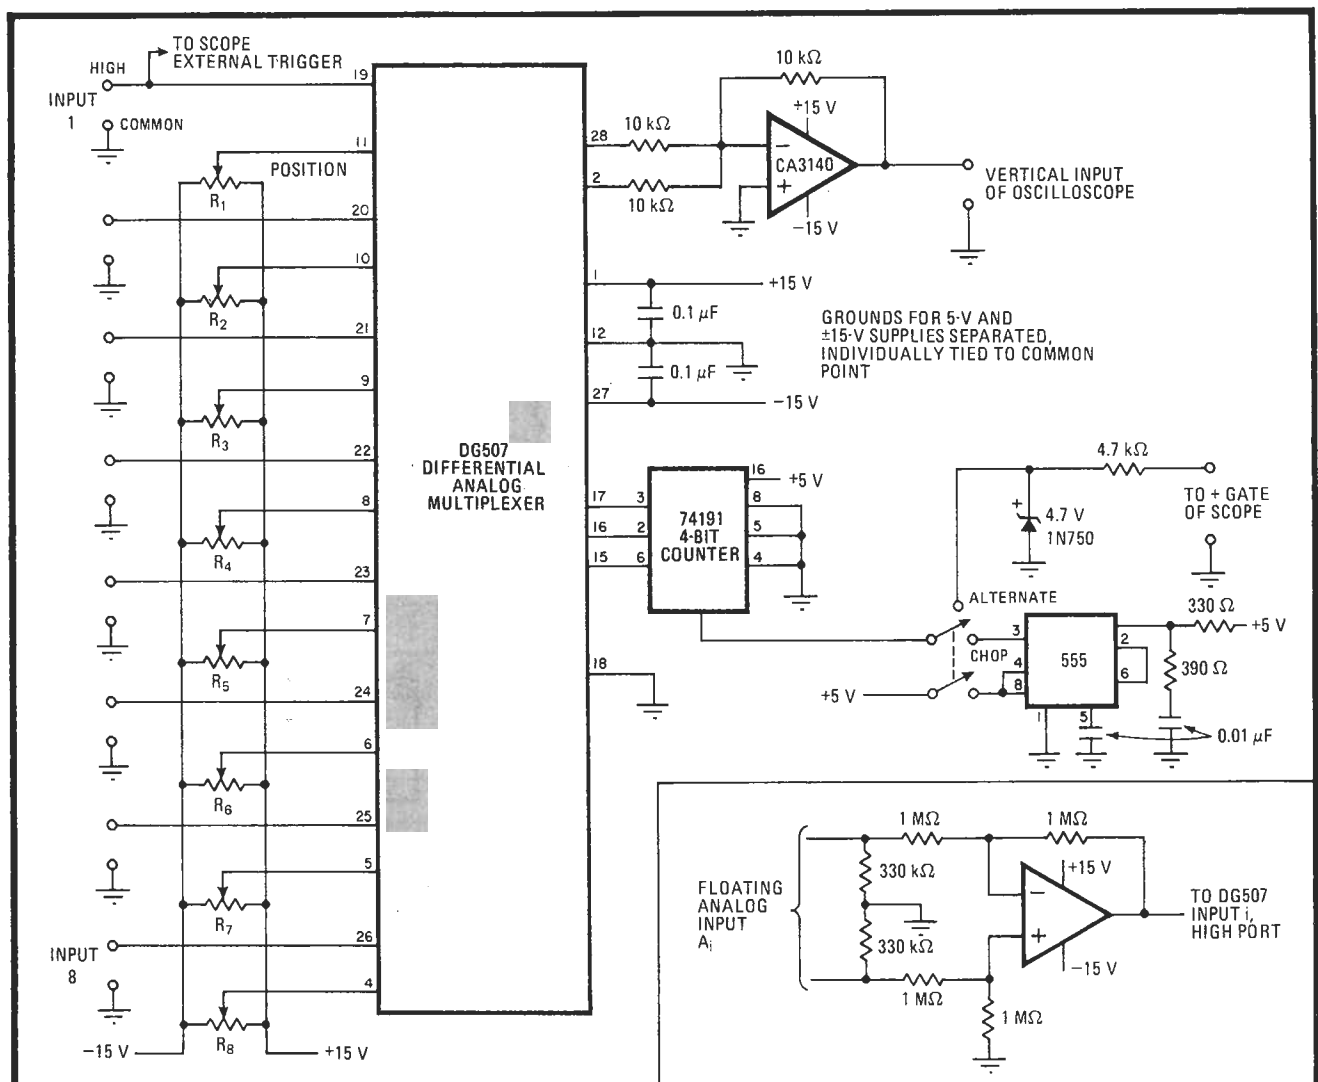 TO SCOPE
EXTERNAL TRIGGER
HIGH
INPUT
1
COMMON
19
11
POSITION
R1
20
10
R2
21
9
R3
22
8
R4
23
7
R5
24
6
R6
25
5
R7
26
INPUT
8
4
R8
−15 V
+15 V
DG507
DIFFERENTIAL
ANALOG
MULTIPLEXER
28
10 kΩ
2
10 kΩ
10 kΩ
+15 V
−
CA3140
+
−15 V
VERTICAL INPUT
OF OSCILLOSCOPE
1
+15 V
0.1 µF
12
0.1 µF
27
−15 V
GROUNDS FOR 5-V AND
±15-V SUPPLIES SEPARATED,
INDIVIDUALLY TIED TO COMMON
POINT
17
16
15
3
2
6
74191
4-BIT
COUNTER
16
+5 V
8
5
4
18
4.7 kΩ
+
4.7 V
1N750
TO + GATE
OF SCOPE
ALTERNATE
CHOP
+5 V
3
4
8
555
2
6
1
5
330 Ω
+5 V
390 Ω
0.01 µF
FLOATING
ANALOG
INPUT
Ai
1 MΩ
1 MΩ
330 kΩ
330 kΩ
+15 V
−
+
−15 V
1 MΩ
1 MΩ
TO DG507
INPUT i,
HIGH PORT